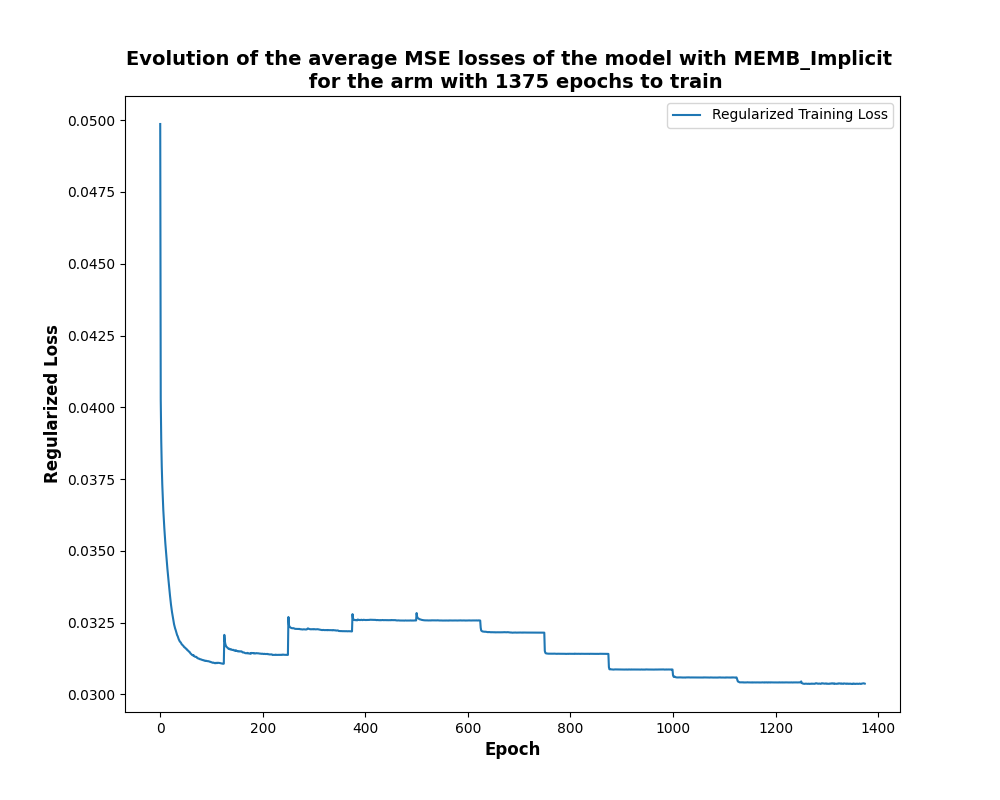 Evolution of the average MSE losses of the model with MEMB_Implicit
for the arm with 1375 epochs to train
Regularized Training Loss
0.0500
0.0475
0.0450
0.0425
0.0400
0.0375
0.0350
0.0325
0.0300
Regularized Loss
0 200 400 600 800 1000 1200 1400
Epoch